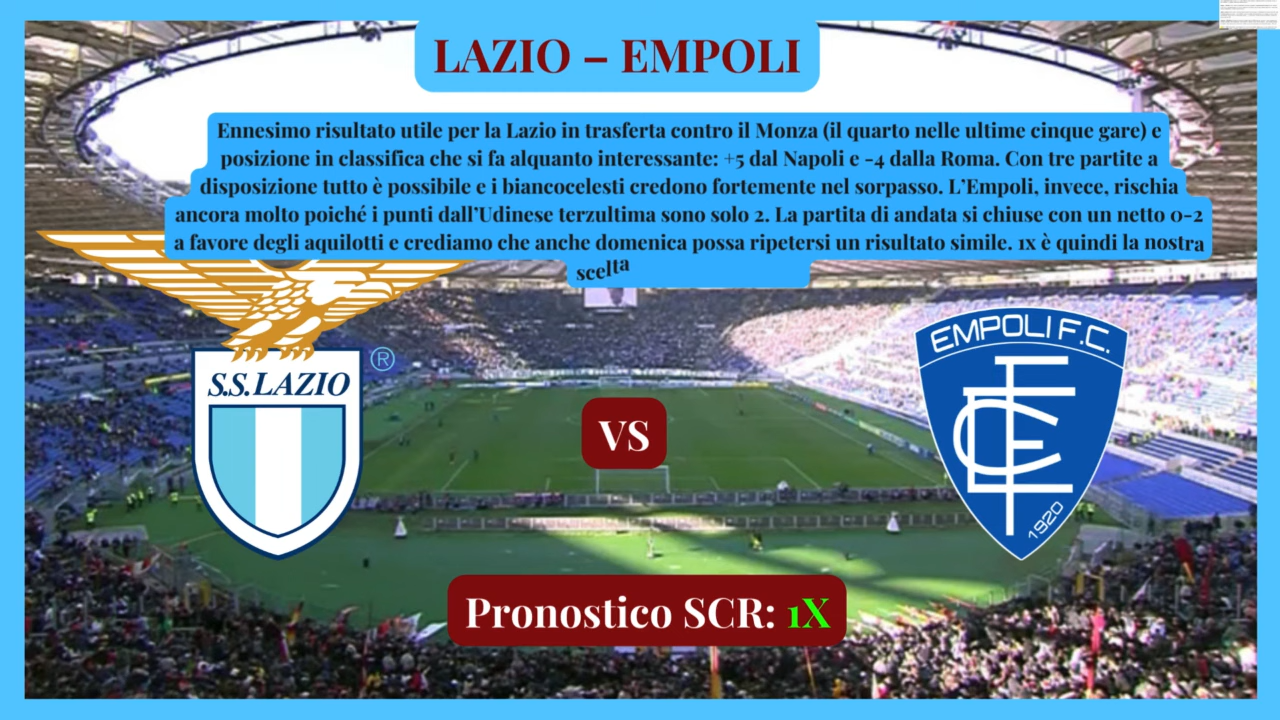 LAZIO – EMPOLI
Ennesimo risultato utile per la Lazio in trasferta contro il Monza (il quarto nelle ultime cinque gare) e
posizione in classifica che si fa alquanto interessante: +5 dal Napoli e -4 dalla Roma. Con tre partite a
disposizione tutto è possibile e i biancocelesti credono fortemente nel sorpasso. L'Empoli, invece, rischia
ancora molto poiché i punti dall'Udinese terzultima sono solo 2. La partita di andata si chiuse con un netto 0-2
a favore degli aquilotti e crediamo che anche domenica possa ripetersi un risultato simile. 1x è quindi la nostra
scelta
S.S.LAZIO
®
EMPOLI F.C.
EFC
1920
VS
Pronostico SCR: 1X